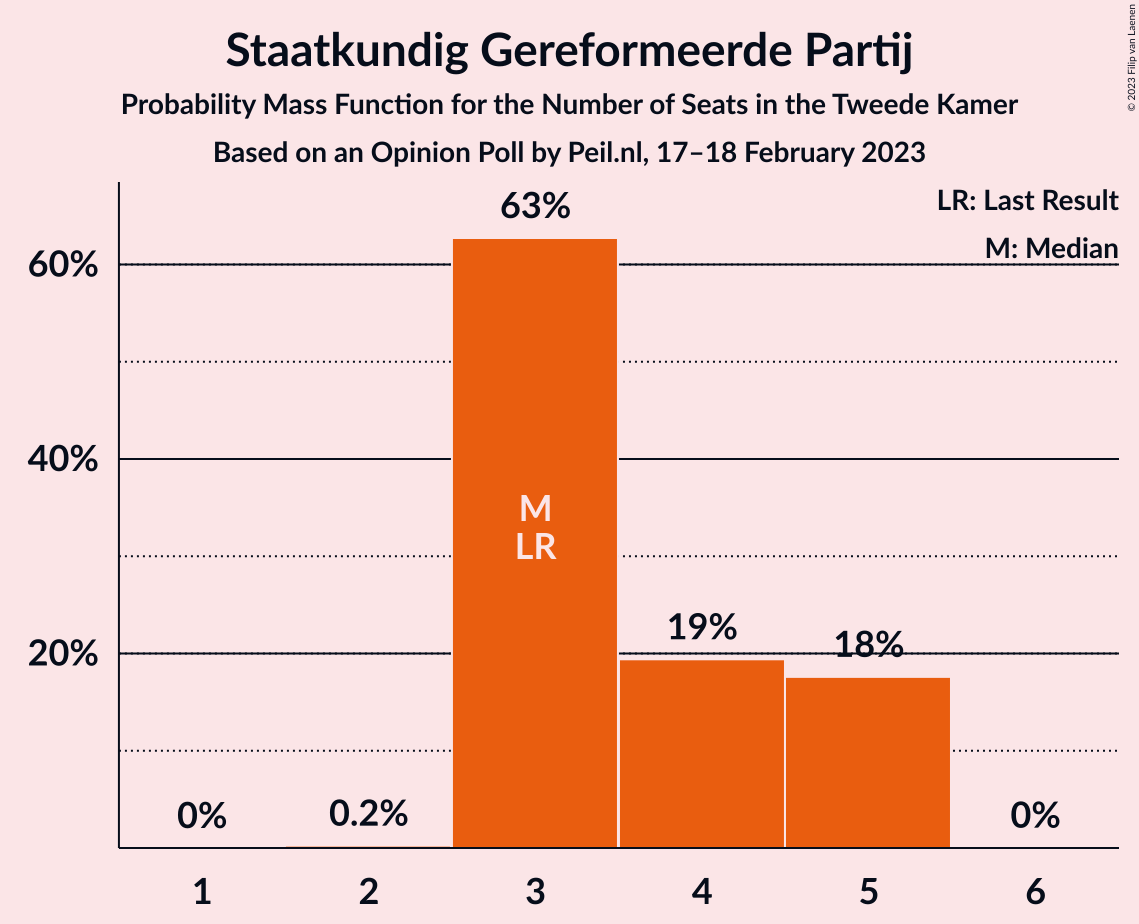 Staatkundig Gereformeerde Partij
Probability Mass Function for the Number of Seats in the Tweede Kamer
Based on an Opinion Poll by Peil.nl, 17–18 February 2023
© 2023 Filip van Laenen
LR: Last Result
M: Median
63%
60%
40%
M
LR
19%
18%
20%
0%
0.2%
0%
1 2 3 4 5 6